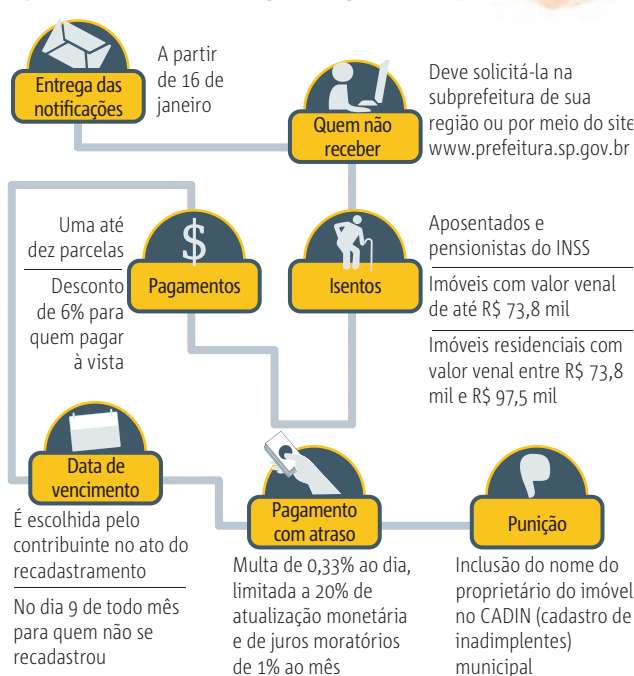 Entrega das
notificações
A partir
de 16 de
janeiro
Quem não
receber
Deve solicitá-la na
subprefeitura de sua
região ou por meio do site
www.prefeitura.sp.gov.br
Isentos
Aposentados e
pensionistas do INSS
Imóveis com valor venal
de até R$ 73,8 mil
Imóveis residenciais com
valor venal entre R$ 73,8
mil e R$ 97,5 mil
$
Pagamentos
Uma até
dez parcelas
Desconto
de 6% para
quem pagar
à vista
Data de
vencimento
É escolhida pelo
contribuinte no ato do
recadastramento
No dia 9 de todo mês
para quem não se
recadastrou
Pagamento
com atraso
Multa de 0,33% ao dia,
limitada a 20% de
atualização monetária
e de juros moratórios
de 1% ao mês
Punição
Inclusão do nome do
proprietário do imóvel
no CADIN (cadastro de
inadimplentes)
municipal